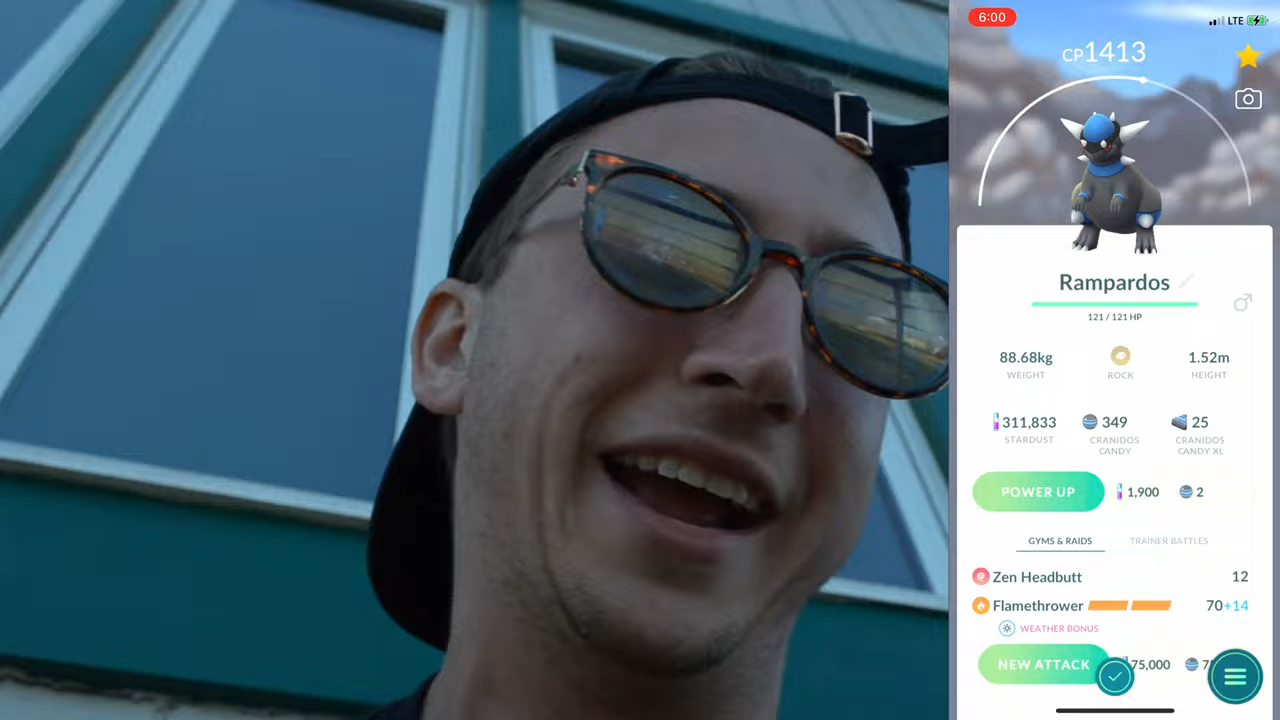 6:00
LTE
CP1413
Rampardos
121 / 121 HP
88.68kg
WEIGHT
ROCK
1.52m
HEIGHT
311,833
STARDUST
349
CRANIDOS
CANDY
25
CRANIDOS
CANDY XL
POWER UP
1,900
2
GYMS & RAIDS
TRAINER BATTLES
Zen Headbutt
12
Flamethrower
70+14
WEATHER BONUS
NEW ATTACK
75,000